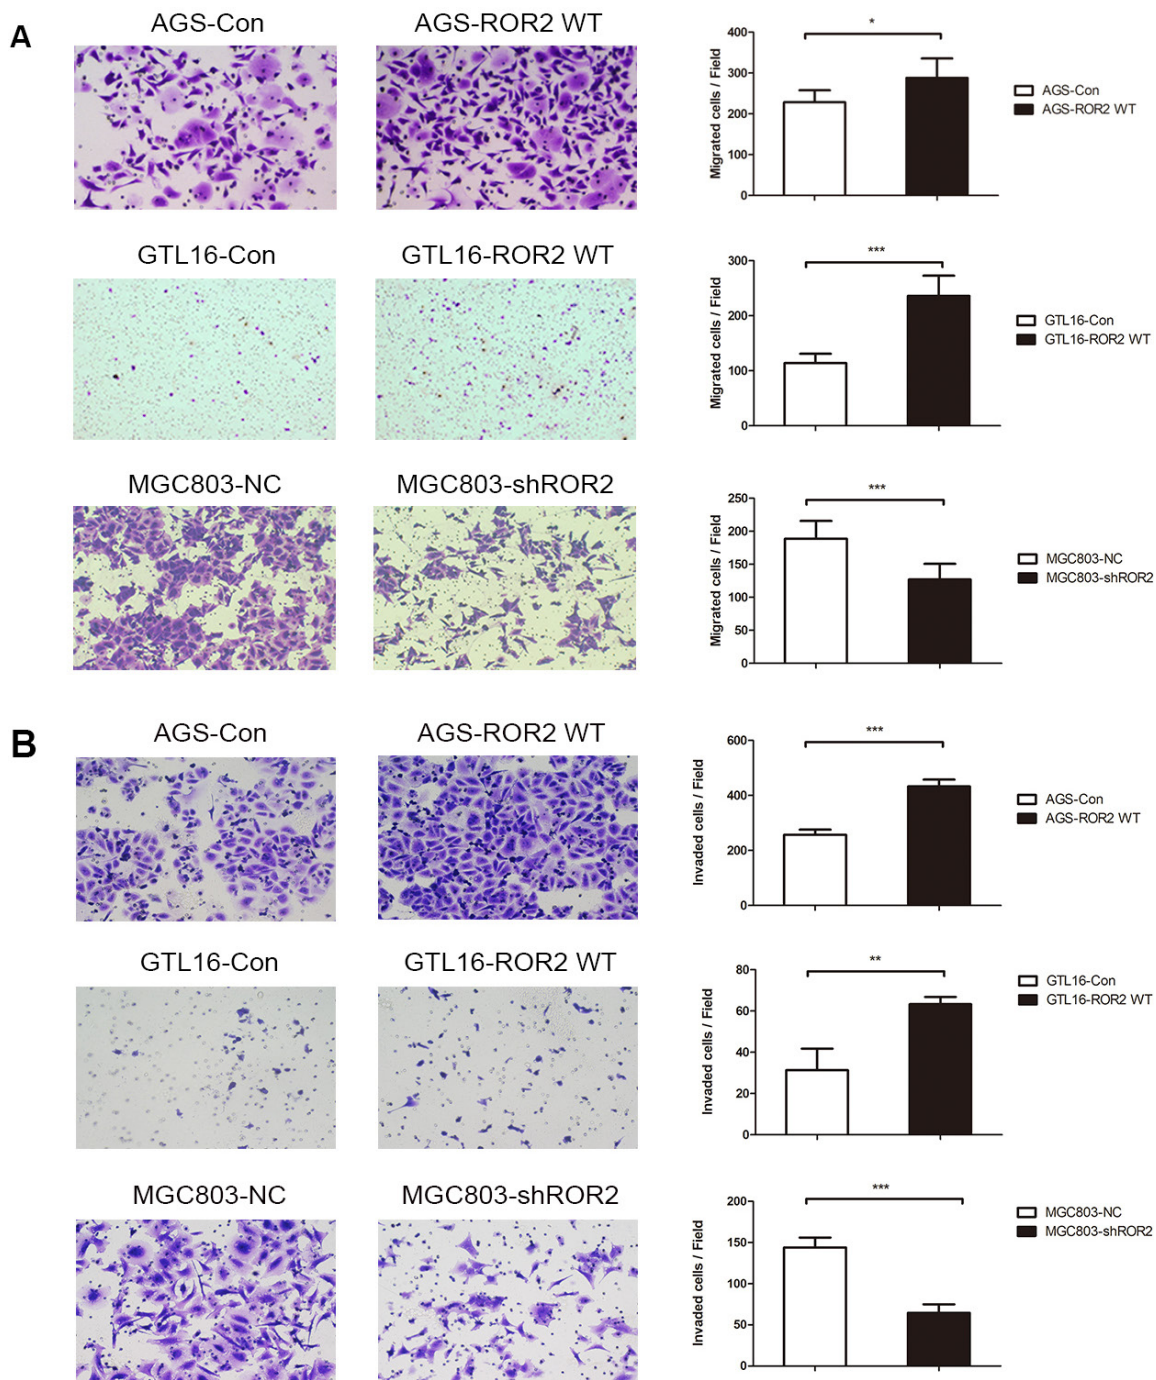 A
AGS-Con
AGS-ROR2 WT
*
400
300
200
100
0
Migrated cells / Field
AGS-Con
AGS-ROR2 WT
GTL16-Con
GTL16-ROR2 WT
***
300
200
100
0
Migrated cells / Field
GTL16-Con
GTL16-ROR2 WT
MGC803-NC
MGC803-shROR2
***
250
200
150
100
50
0
Migrated cells / Field
MGC803-NC
MGC803-shROR2
B
AGS-Con
AGS-ROR2 WT
***
600
400
200
0
Invaded cells / Field
AGS-Con
AGS-ROR2 WT
GTL16-Con
GTL16-ROR2 WT
**
80
60
40
20
0
Invaded cells / Field
GTL16-Con
GTL16-ROR2 WT
MGC803-NC
MGC803-shROR2
***
200
150
100
50
0
Invaded cells / Field
MGC803-NC
MGC803-shROR2